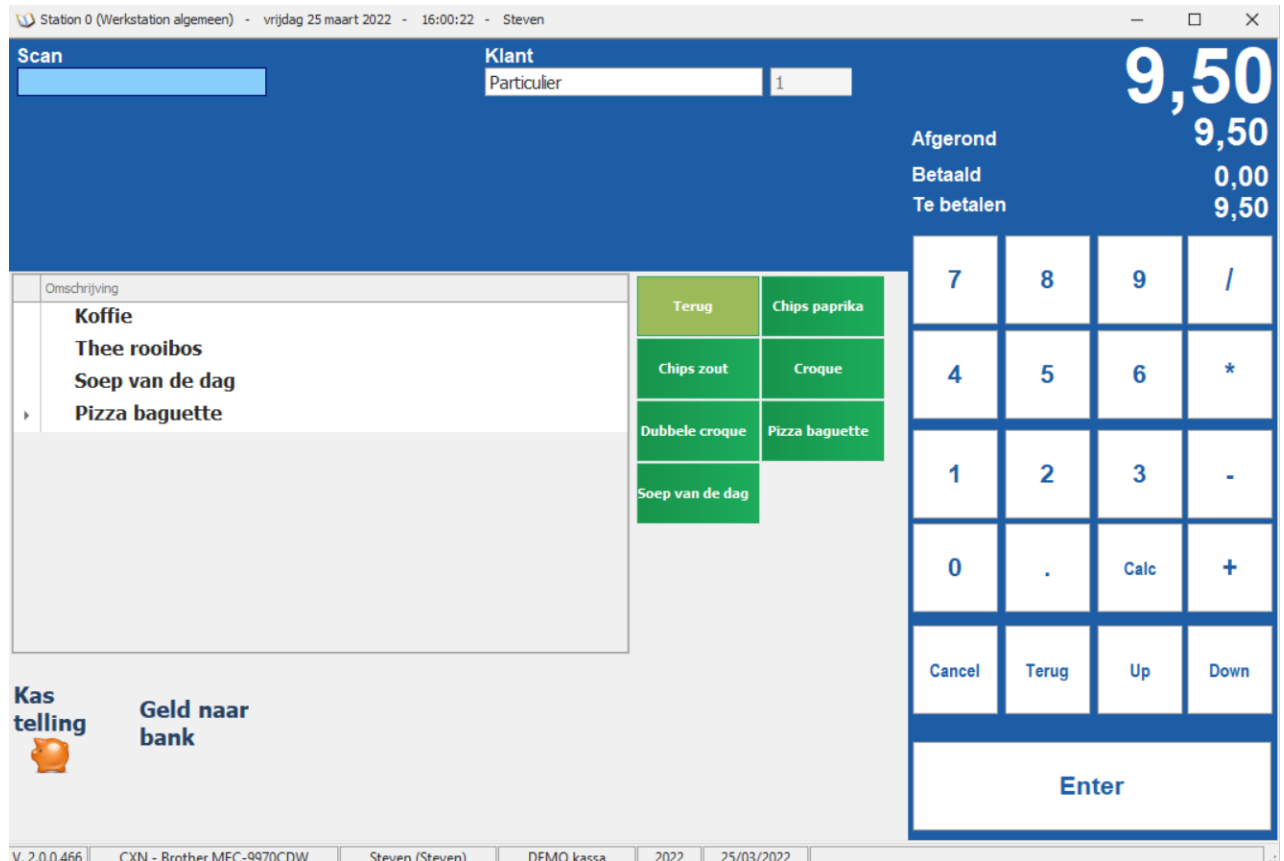 Station 0 (Werkstation algemeen) - vrijdag 25 maart 2022 - 16:00:22 - Steven
Scan
Klant
Particulier
1
9,50
Afgerond 9,50
Betaald 0,00
Te betalen 9,50
Omschrijving
Koffie
Thee rooibos
Soep van de dag
Pizza baguette
Terug
Chips paprika
Chips zout
Croque
Dubbele croque
Pizza baguette
Soep van de dag
7 8 9 /
4 5 6 *
1 2 3 -
0 . Calc +
Cancel Terug Up Down
Enter
Kas
telling
Geld naar
bank
V. 2.0.0.466 CXN - Brother MFC-9970CDW Steven (Steven) DEMO kassa 2022 25/03/2022